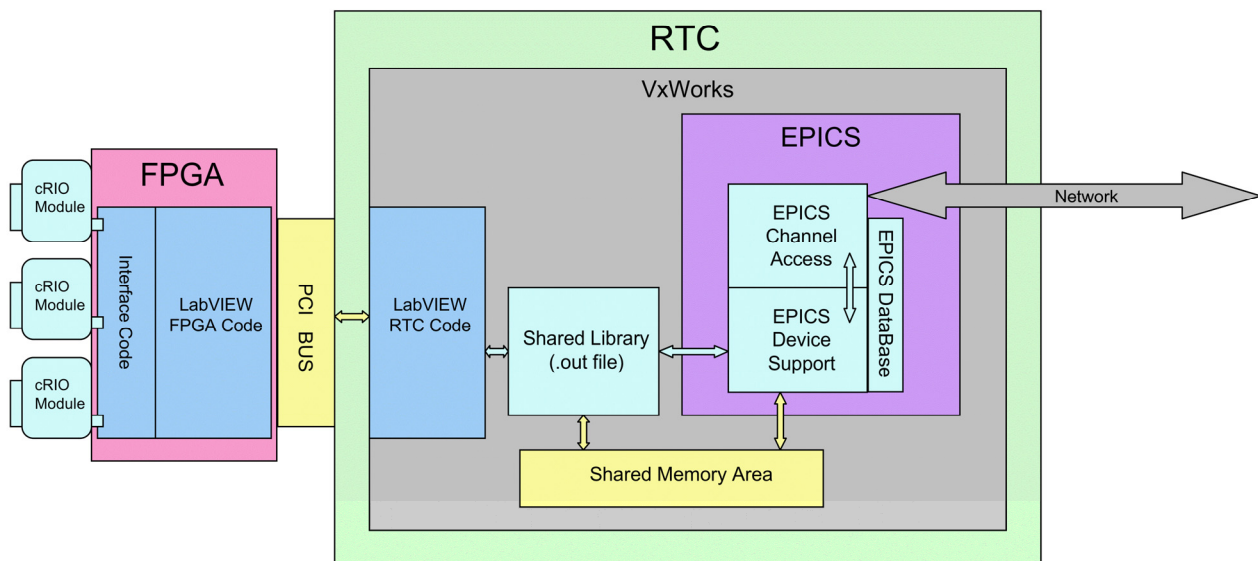 RTC
VxWorks
EPICS
FPGA
cRIO
Module
cRIO
Module
cRIO
Module
Interface Code
LabVIEW
FPGA Code
PCI BUS
LabVIEW
RTC Code
Shared Library
(.out file)
EPICS
Channel
Access
EPICS
Device
Support
EPICS DataBase
Network
Shared Memory Area